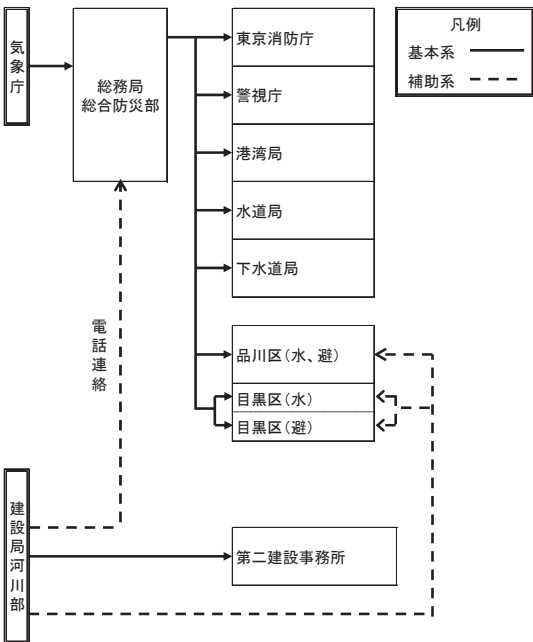 気象庁
総務局
総合防災部
東京消防庁
警視庁
港湾局
水道局
下水道局
品川区（水、避）
目黒区（水）
目黒区（避）
凡例
基本系
補助系
電話連絡
建設局河川部
第二建設事務所